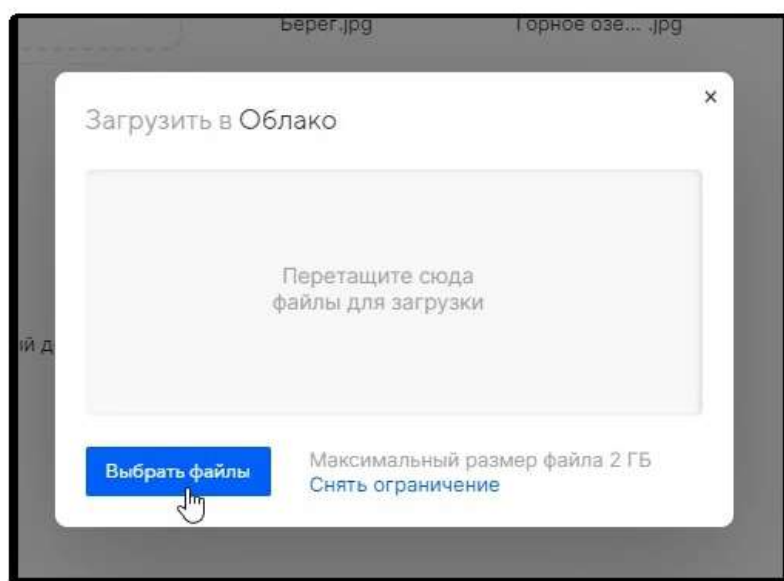 Берег.jpg
Горное озе... .jpg
×
Загрузить в Облако
Перетащите сюда
файлы для загрузки
ый д
Выбрать файлы
Максимальный размер файла 2 ГБ
Снять ограничение